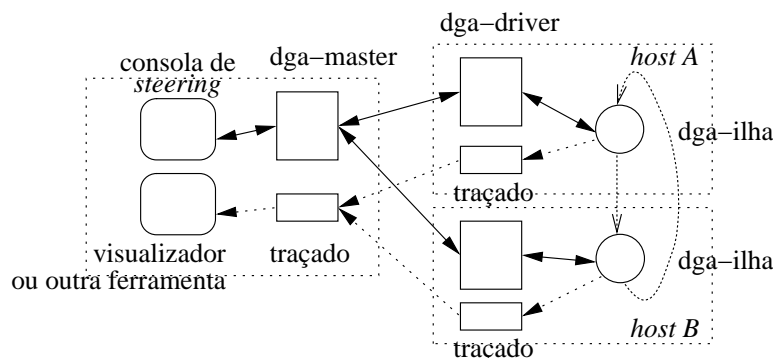 dga–driver
consola de
steering
dga–master
host A
dga–ilha
traçado
visualizador
ou outra ferramenta
traçado
dga–ilha
host B
traçado